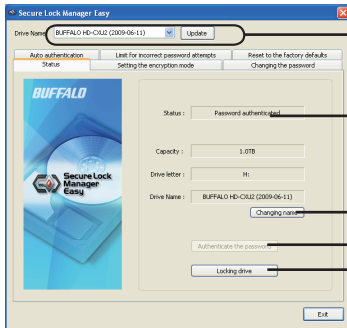 Secure Lock Manager Easy
Drive Name BUFFALO HD-CXU2 (2009-06-11) Update
Auto authentication Limit for incorrect password attempts Reset to the factory defaults
Status Setting the encryption mode Changing the password
BUFFALO
Status : Password authenticated
Capacity : 1.0TB
Secure Lock
Manager
Easy
Drive letter : H:
Drive Name : BUFFALO HD-CXU2 (2009-06-11)
Changing name
Authenticate the password
Locking drive
Exit